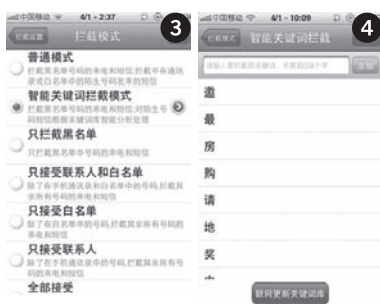 中国移动 4/1 - 2:37
3
拦截设置
拦截模式
普通模式
拦截黑名单号码的来电和短信;拦截不在通讯
录或白名单中的陌生号码发来的短信
智能关键词拦截模式
拦截黑名单号码的来电和短信;对陌生号
码短信根据关键词库智能分析处理
只拦截黑名单
只拦截黑名单中号码的来电和短信
只接受联系人和白名单
除了在手机通讯录和白名单中的号码,拦截其
余所有号码的来电和短信
只接受白名单
除了在白名单中的号码,拦截其余所有号码的
来电和短信
只接受联系人
除了在手机通讯录中的号码,拦截其余所有号
码的来电和短信
全部接受
中国移动 4/1 - 10:09
4
拦截模式
智能关键词拦截
添加
邀
最
房
购
请
地
奖
联网更新关键词库